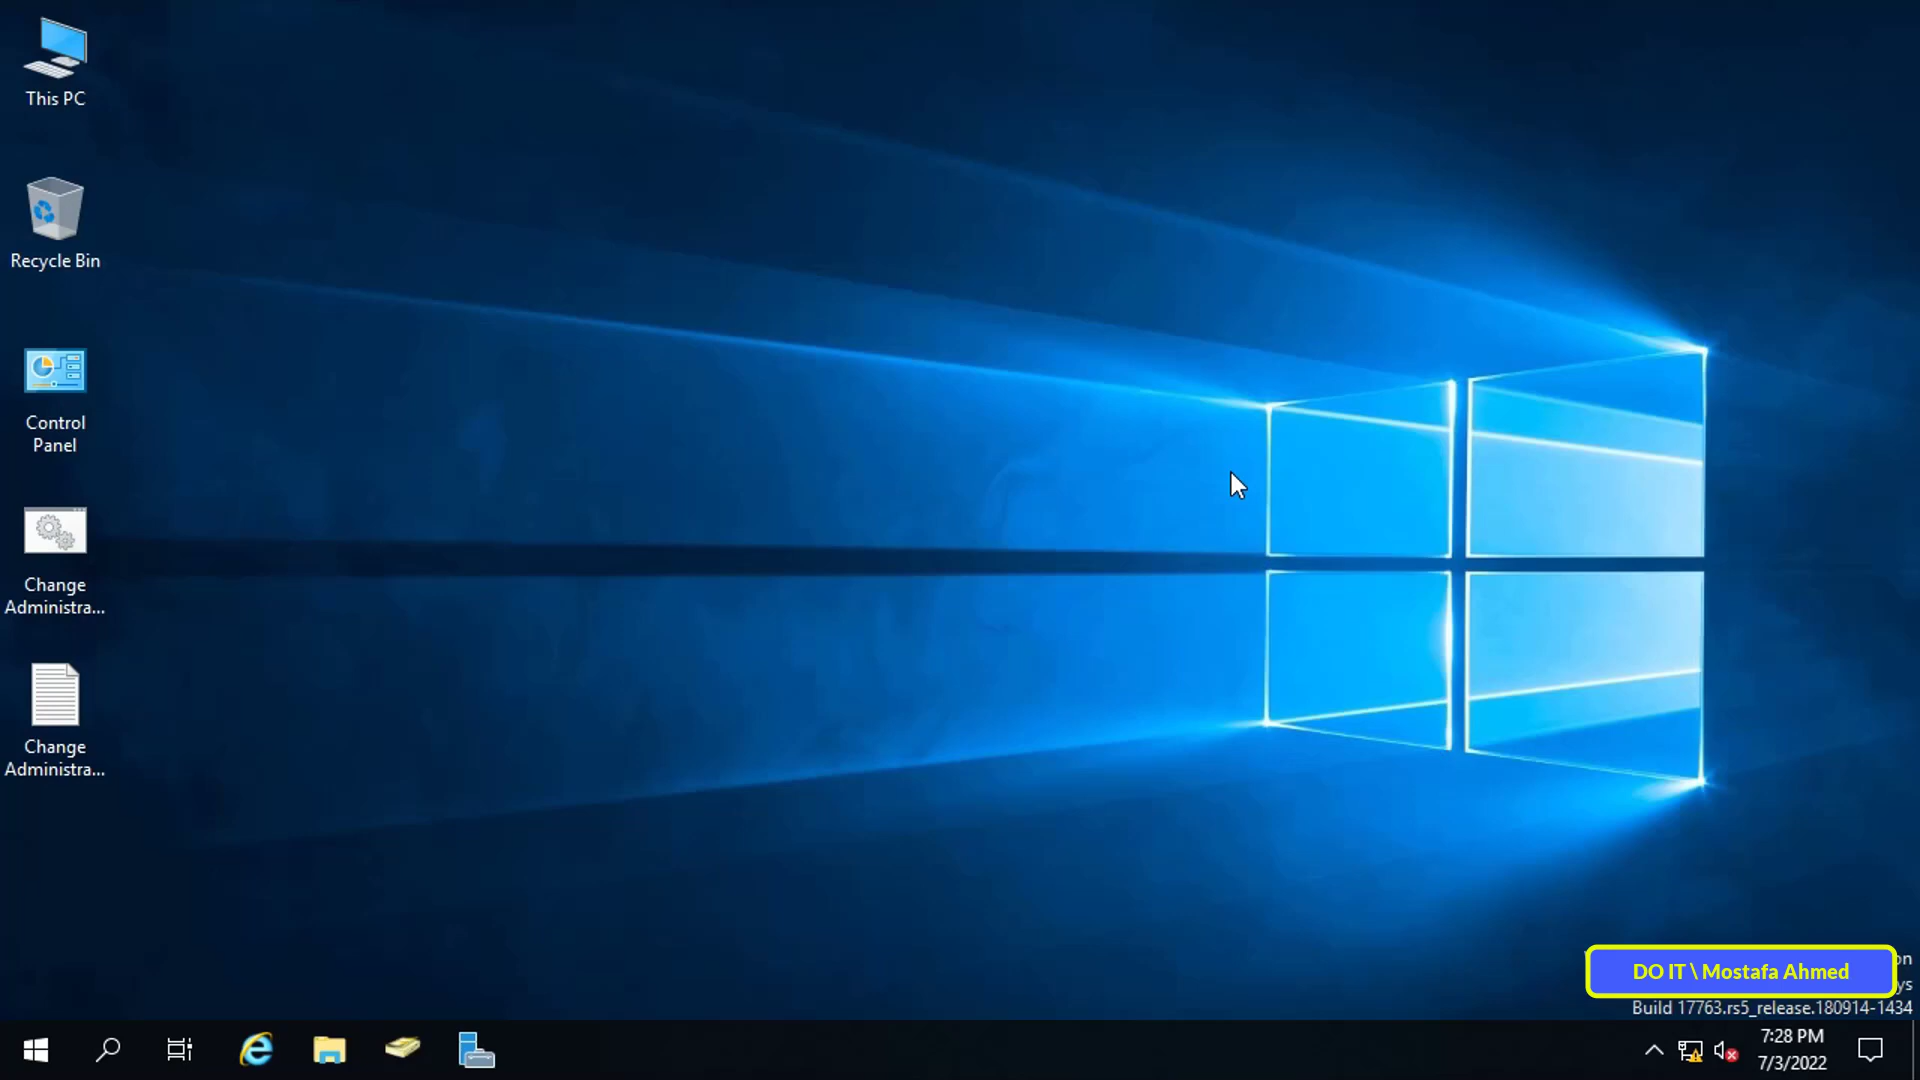 This PC
Recycle Bin
Control
Panel
Change
Administra...
Change
Administra...
DO IT \ Mostafa Ahmed
Build 17763.rs5_release.180914-1434
7:28 PM
7/3/2022